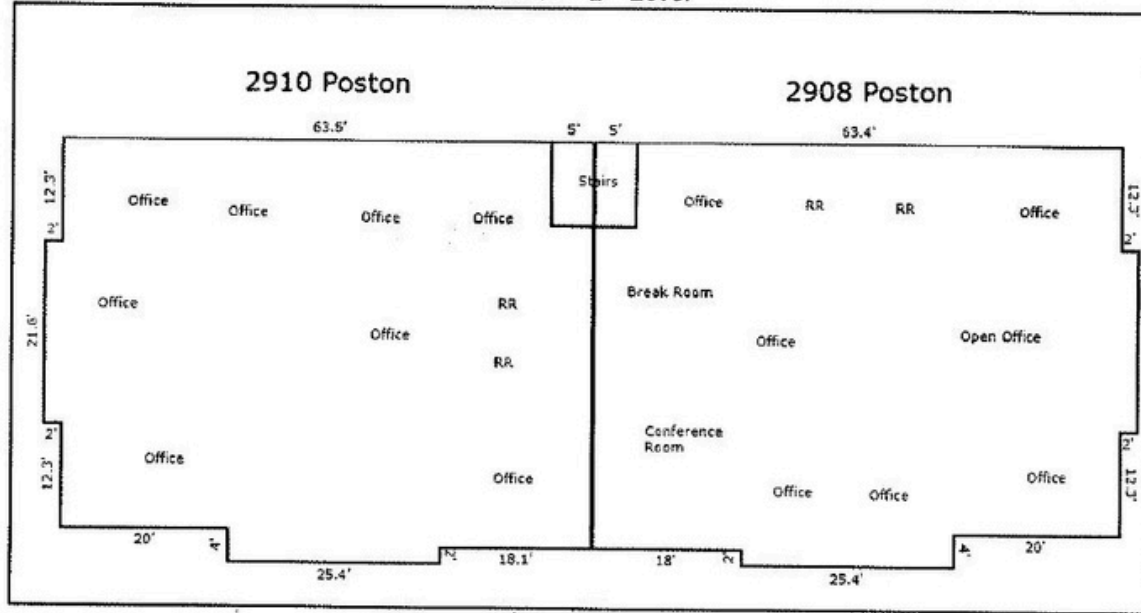 2910 Poston
2908 Poston
63.5'
5'
5'
63.4'
12.3'
12.3'
Stairs
Office
Office
Office
Office
Office
RR
RR
Office
2'
2'
Office
RR
Break Room
21.6'
Office
Office
Open Office
RR
2'
Conference
Room
2'
12.3'
Office
Office
Office
12.3'
Office
Office
20'
4'
2'
18.1'
18'
2'
4'
20'
25.4'
25.4'